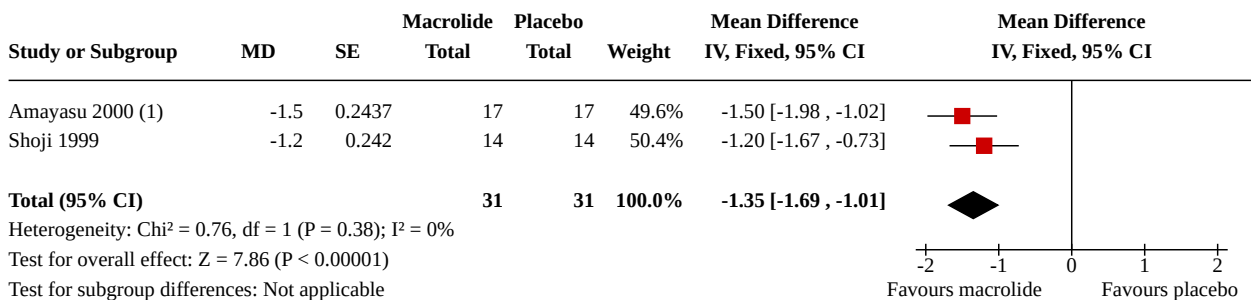 Macrolide Placebo Mean Difference Mean Difference
Study or Subgroup MD SE Total Total Weight IV, Fixed, 95% CI IV, Fixed, 95% CI
Amayasu 2000 (1) -1.5 0.2437 17 17 49.6% -1.50 [-1.98 , -1.02]
Shoji 1999 -1.2 0.242 14 14 50.4% -1.20 [-1.67 , -0.73]
Total (95% CI) 31 31 100.0% -1.35 [-1.69 , -1.01]
Heterogeneity: Chi² = 0.76, df = 1 (P = 0.38); I² = 0%
Test for overall effect: Z = 7.86 (P < 0.00001) -2 -1 0 1 2
Test for subgroup differences: Not applicable Favours macrolide Favours placebo